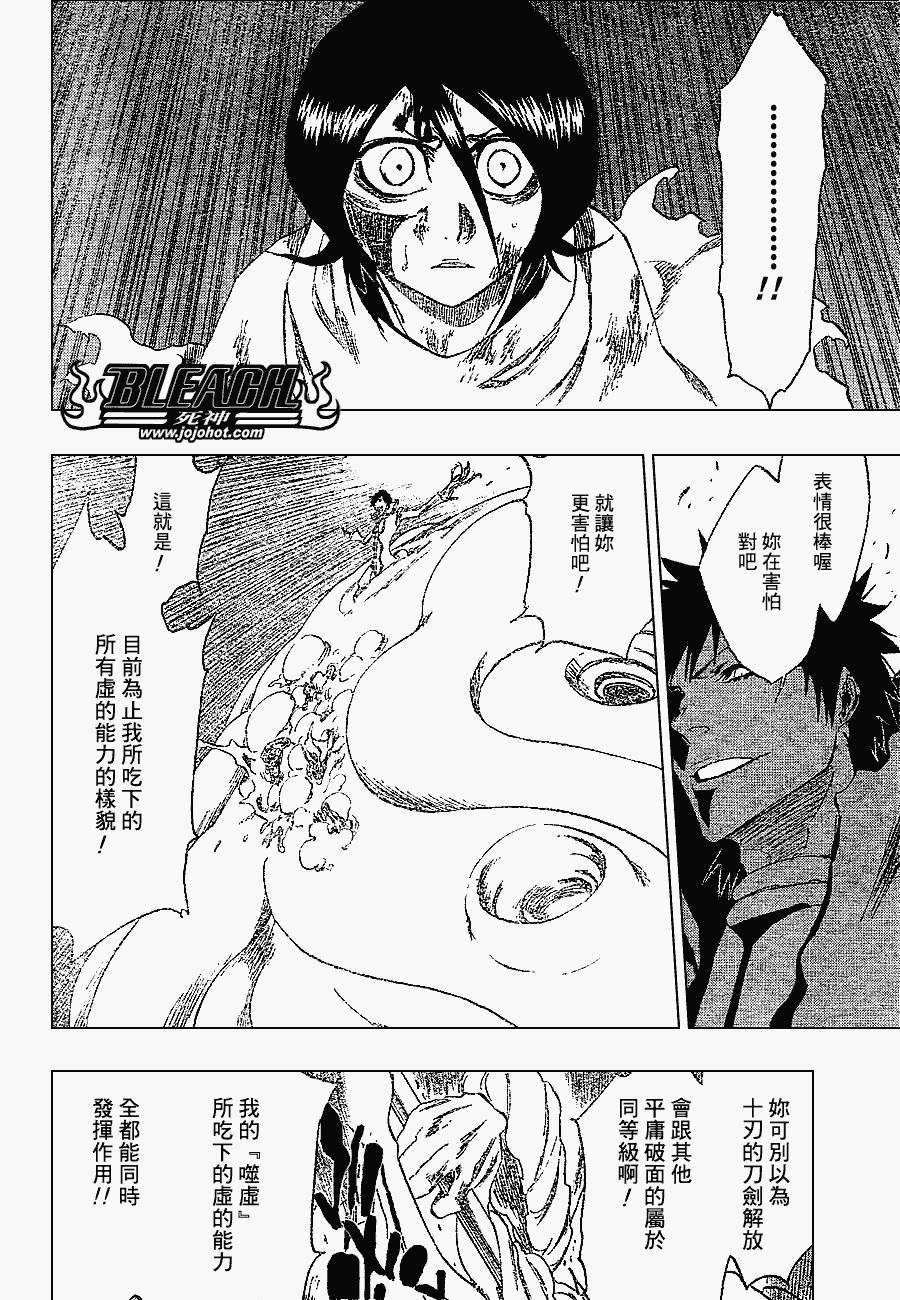 …………!!
表情很棒喔
妳在害怕
對吧
就讓妳
更害怕吧!
這就是!
目前為止我所吃下的
所有虛的能力的樣貌!
BLEACH
死神
www.jojohot.com
妳可別以為
十刃的刀劍解放
會跟其他
平庸破面的屬於
同等級啊!
我的『噬虛』
所吃下的虛的能力
全都能同時
發揮作用!!